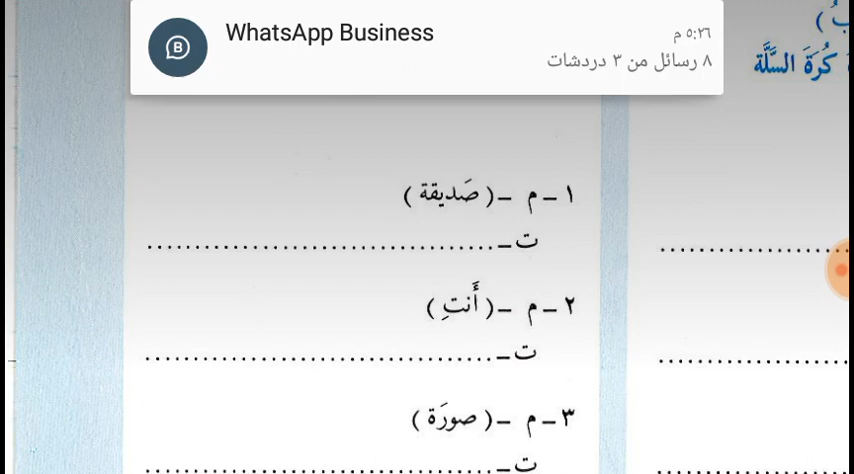 WhatsApp Business
٥:٢٦ م
٨ رسائل من ٣ دردشات
كُرَةَ السَّلَّة
١ – م – ( صَديقة )
ت – ...................................
٢ – م – ( أَنتِ )
ت – ...................................
٣ – م – ( صورَة )
ت – ...................................